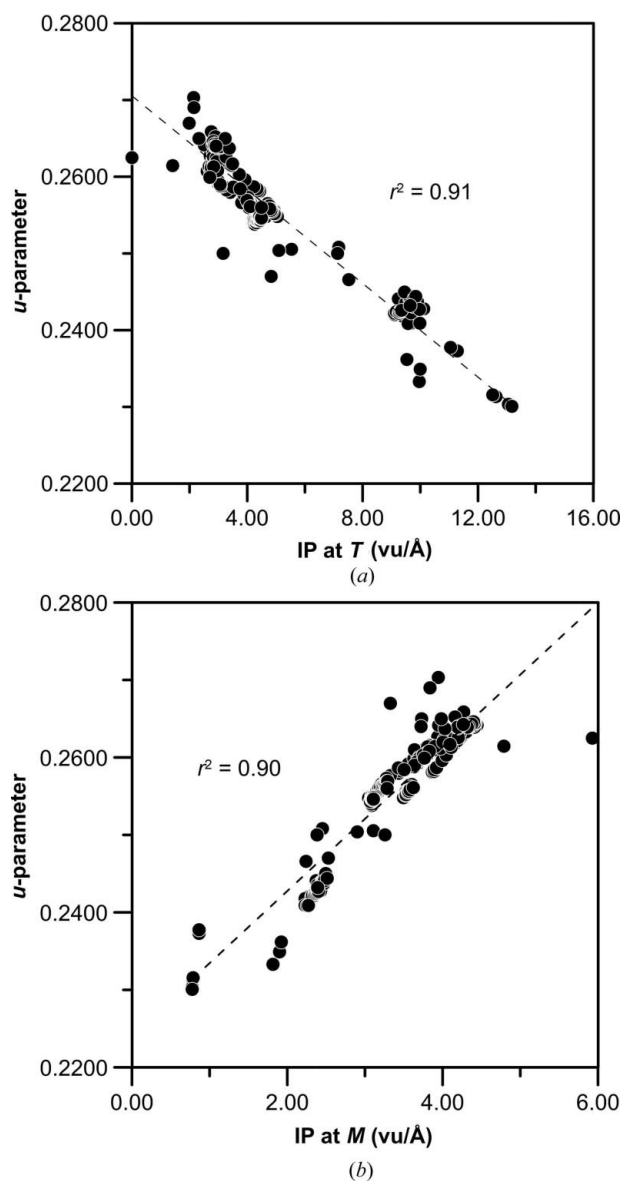 0.2800
0.2600
r² = 0.91
u-parameter
0.2400
0.2200
0.00 4.00 8.00 12.00 16.00
IP at T (vu/Å)
(a)
0.2800
0.2600
r² = 0.90
u-parameter
0.2400
0.2200
0.00 2.00 4.00 6.00
IP at M (vu/Å)
(b)